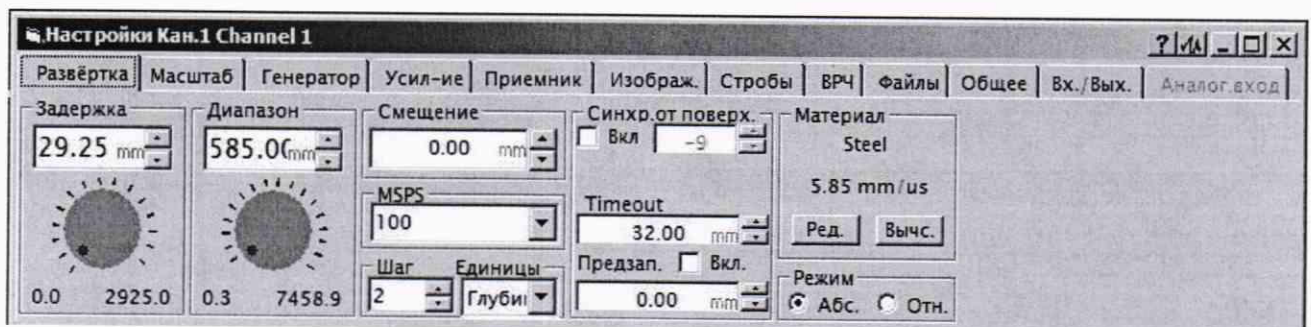 Настройки Кан.1 Channel 1
Развёртка Масштаб Генератор Усил-ие Приемник Изображ. Стробы ВРЧ Файлы Общее Вх./Вых. Аналог.вход
Задержка Диапазон Смещение Синхр.от поверх. Материал
29.25 mm 585.00 mm 0.00 mm Вкл -9 Steel
5.85 mm/us
MSPS Timeout
100 32.00 mm Ред. Вычс.
Шаг Единицы Предзап. Вкл. Режим
0.0 2925.0 0.3 7458.9 2 Глуби 0.00 mm Абс. Отн.